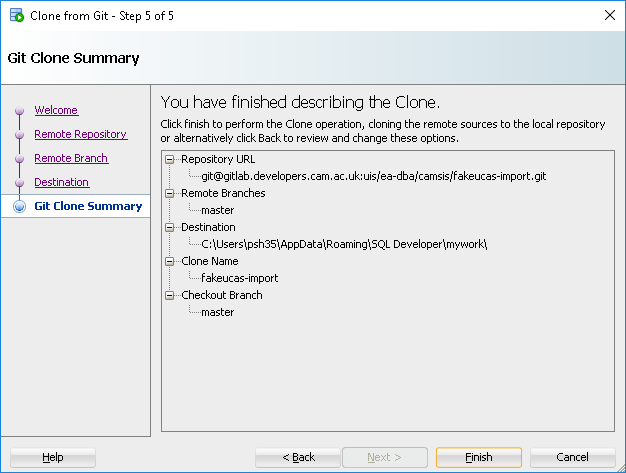 Clone from Git - Step 5 of 5
Git Clone Summary
Welcome
Remote Repository
Remote Branch
Destination
Git Clone Summary
You have finished describing the Clone.
Click finish to perform the Clone operation, cloning the remote sources to the local repository
or alternatively click Back to review and change these options.
Repository URL
git@gitlab.developers.cam.ac.uk:uis/ea-dba/camsis/fakeucas-import.git
Remote Branches
master
Destination
C:\Users\psh35\AppData\Roaming\SQL Developer\mywork\
Clone Name
fakeucas-import
Checkout Branch
master
Help
< Back
Next >
Finish
Cancel